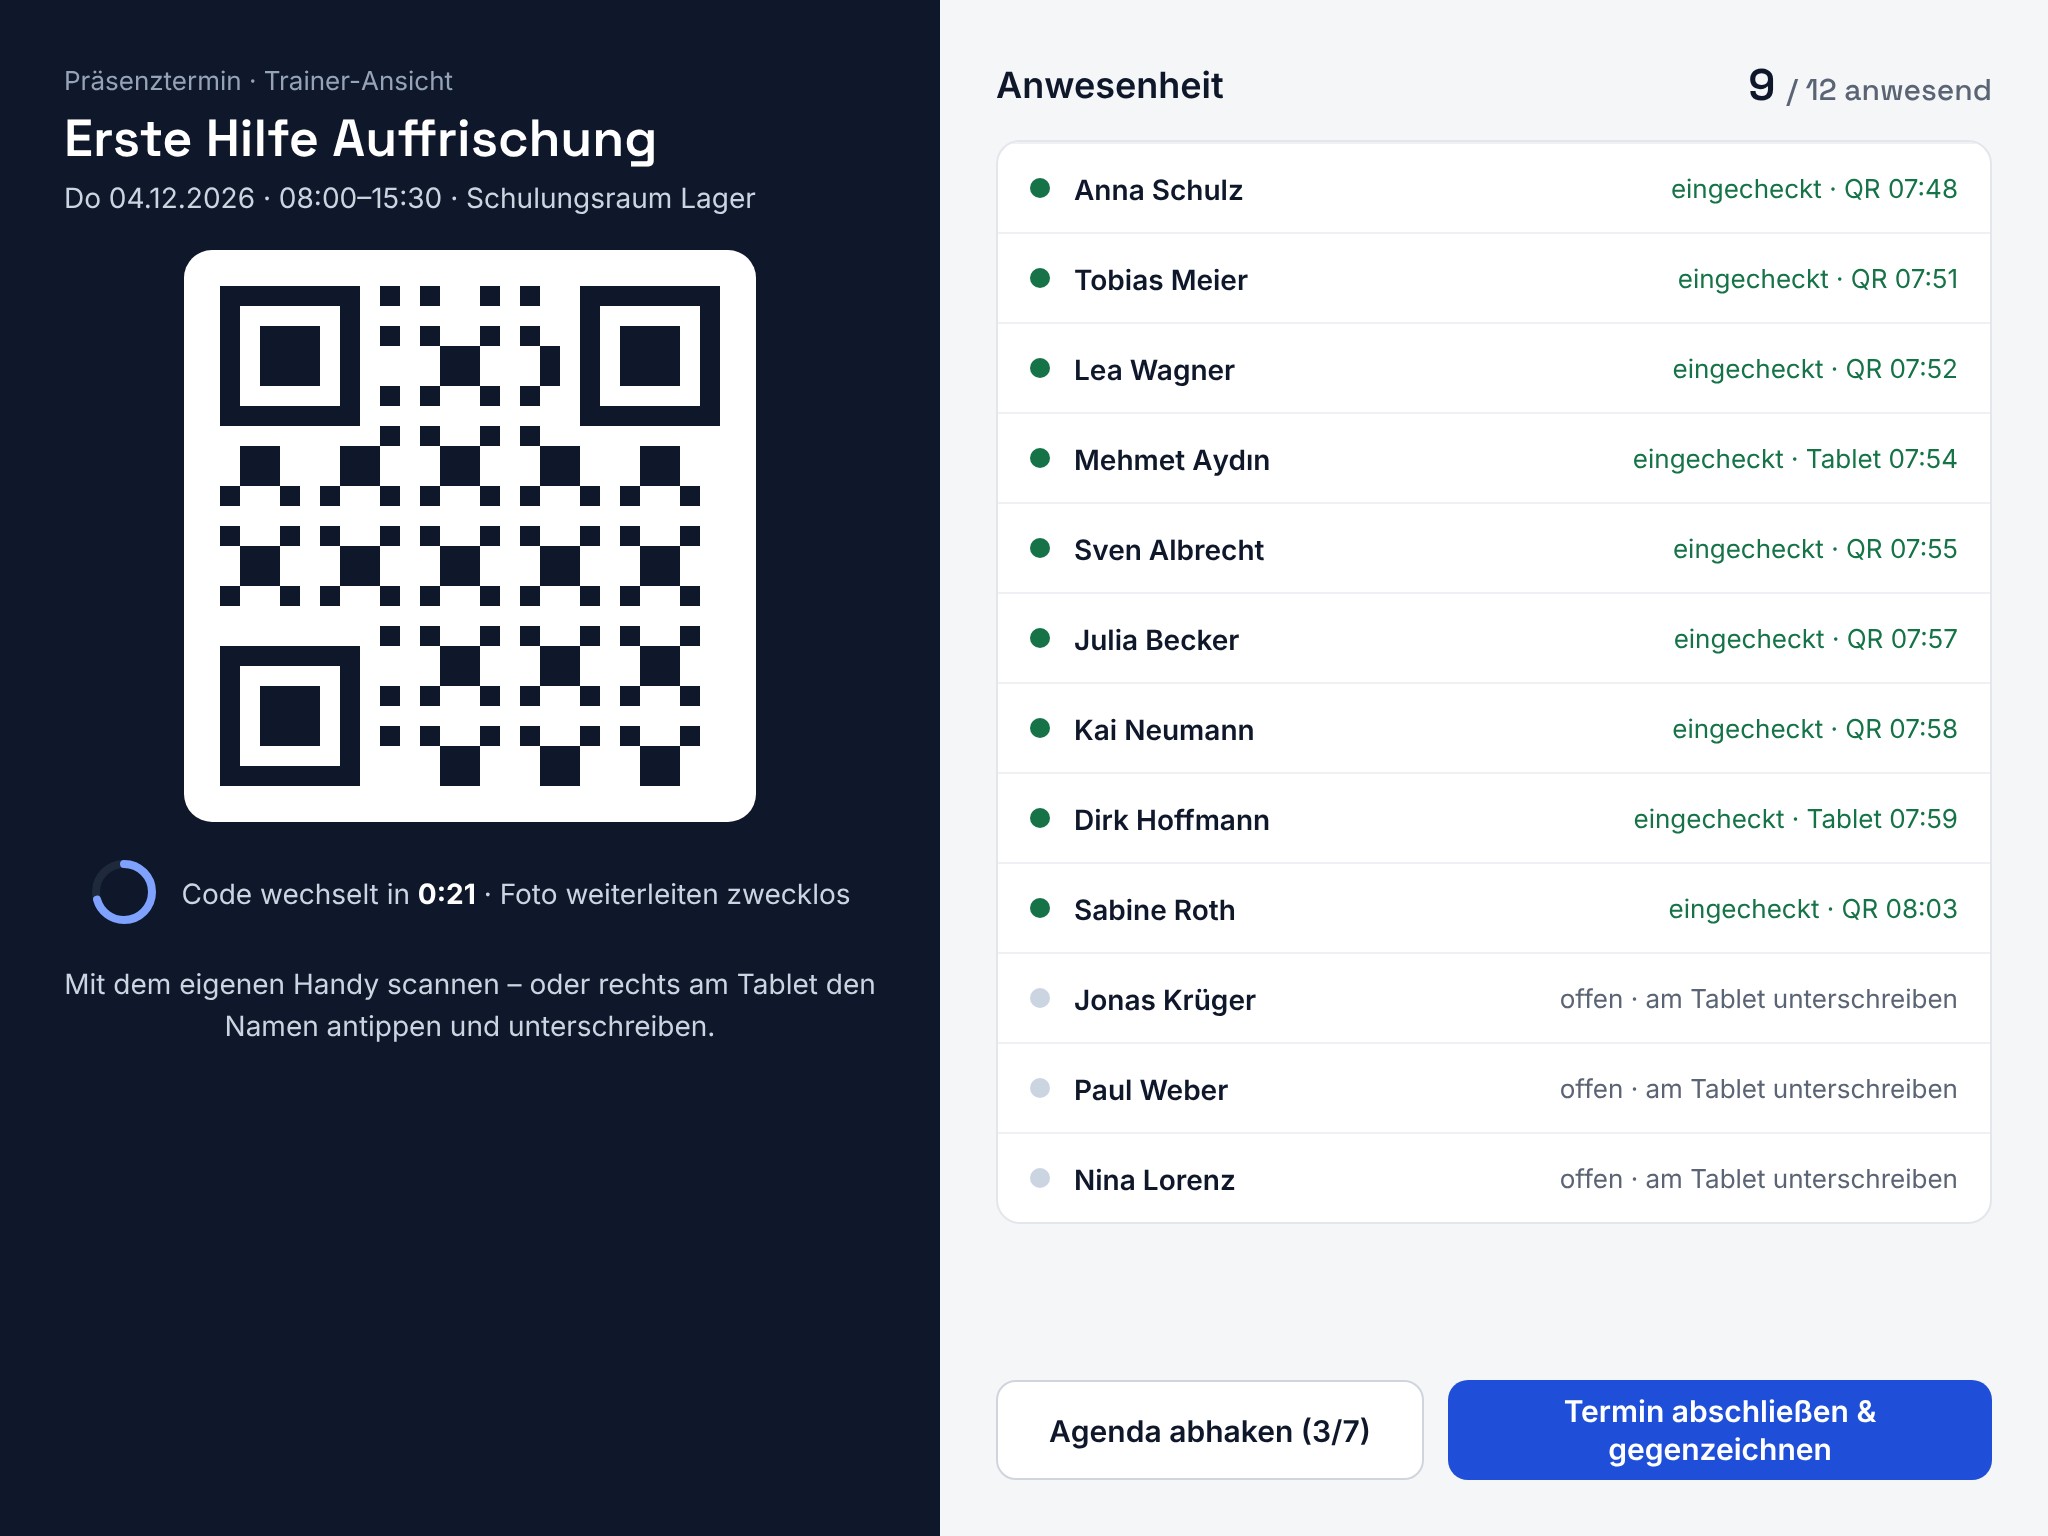 Präsenztermin · Trainer-Ansicht
Erste Hilfe Auffrischung
Do 04.12.2026 · 08:00–15:30 · Schulungsraum Lager
Code wechselt in 0:21 · Foto weiterleiten zwecklos
Mit dem eigenen Handy scannen – oder rechts am Tablet den
Namen antippen und unterschreiben.
Anwesenheit 9 / 12 anwesend
Anna Schulz eingecheckt · QR 07:48
Tobias Meier eingecheckt · QR 07:51
Lea Wagner eingecheckt · QR 07:52
Mehmet Aydın eingecheckt · Tablet 07:54
Sven Albrecht eingecheckt · QR 07:55
Julia Becker eingecheckt · QR 07:57
Kai Neumann eingecheckt · QR 07:58
Dirk Hoffmann eingecheckt · Tablet 07:59
Sabine Roth eingecheckt · QR 08:03
Jonas Krüger offen · am Tablet unterschreiben
Paul Weber offen · am Tablet unterschreiben
Nina Lorenz offen · am Tablet unterschreiben
Agenda abhaken (3/7)
Termin abschließen &
gegenzeichnen